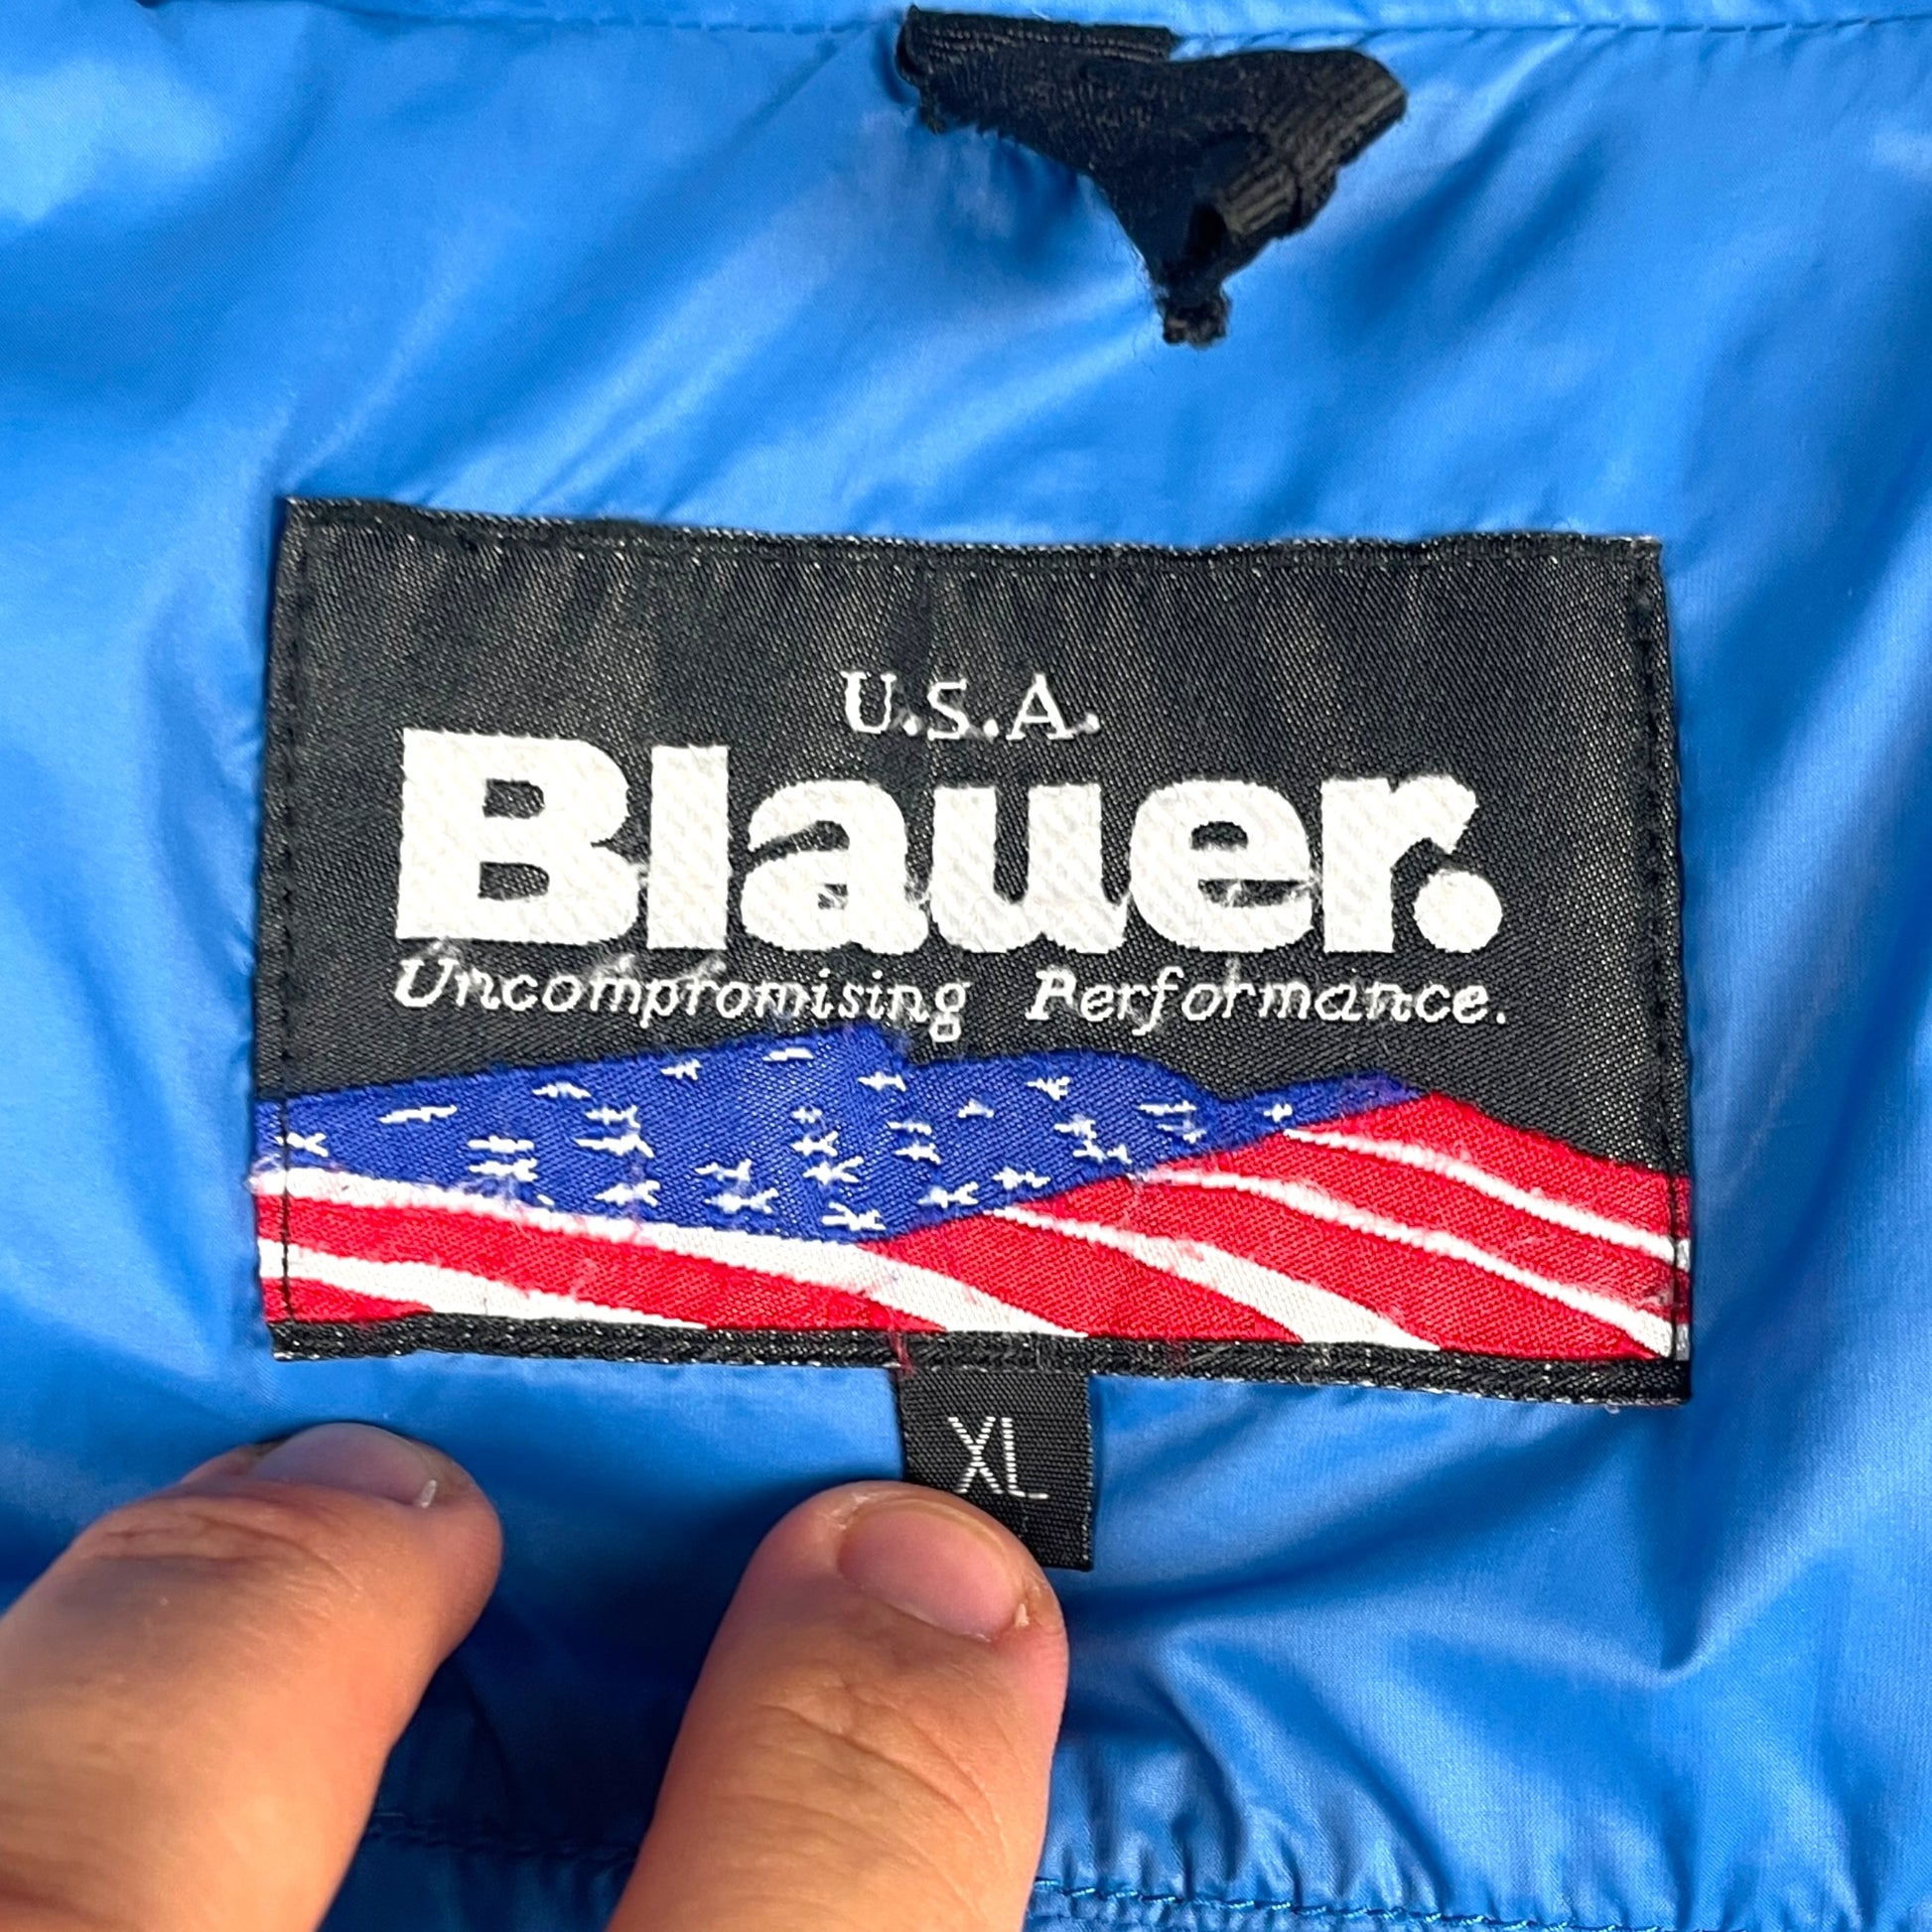 U.S.A.
Blauer.
Uncompromising Performance.
XL